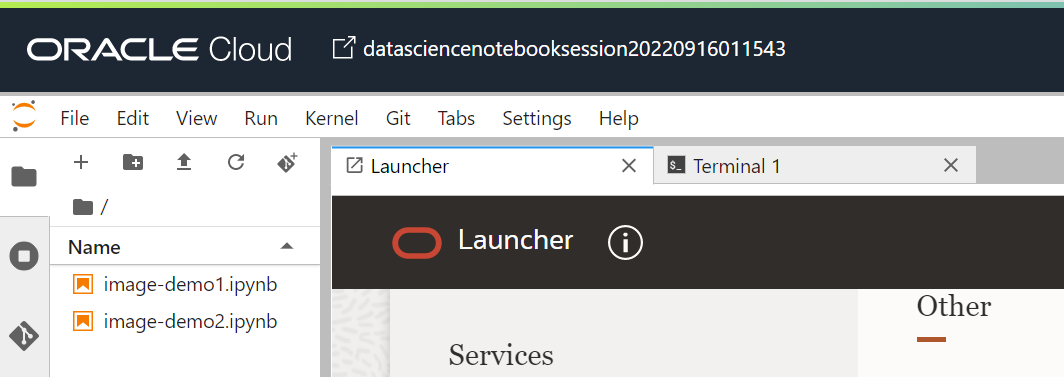 ORACLE Cloud datasciencenotebooksession20220916011543
File Edit View Run Kernel Git Tabs Settings Help
Launcher
$_ Terminal 1
/
Name
image-demo1.ipynb
image-demo2.ipynb
Launcher i
Services
Other